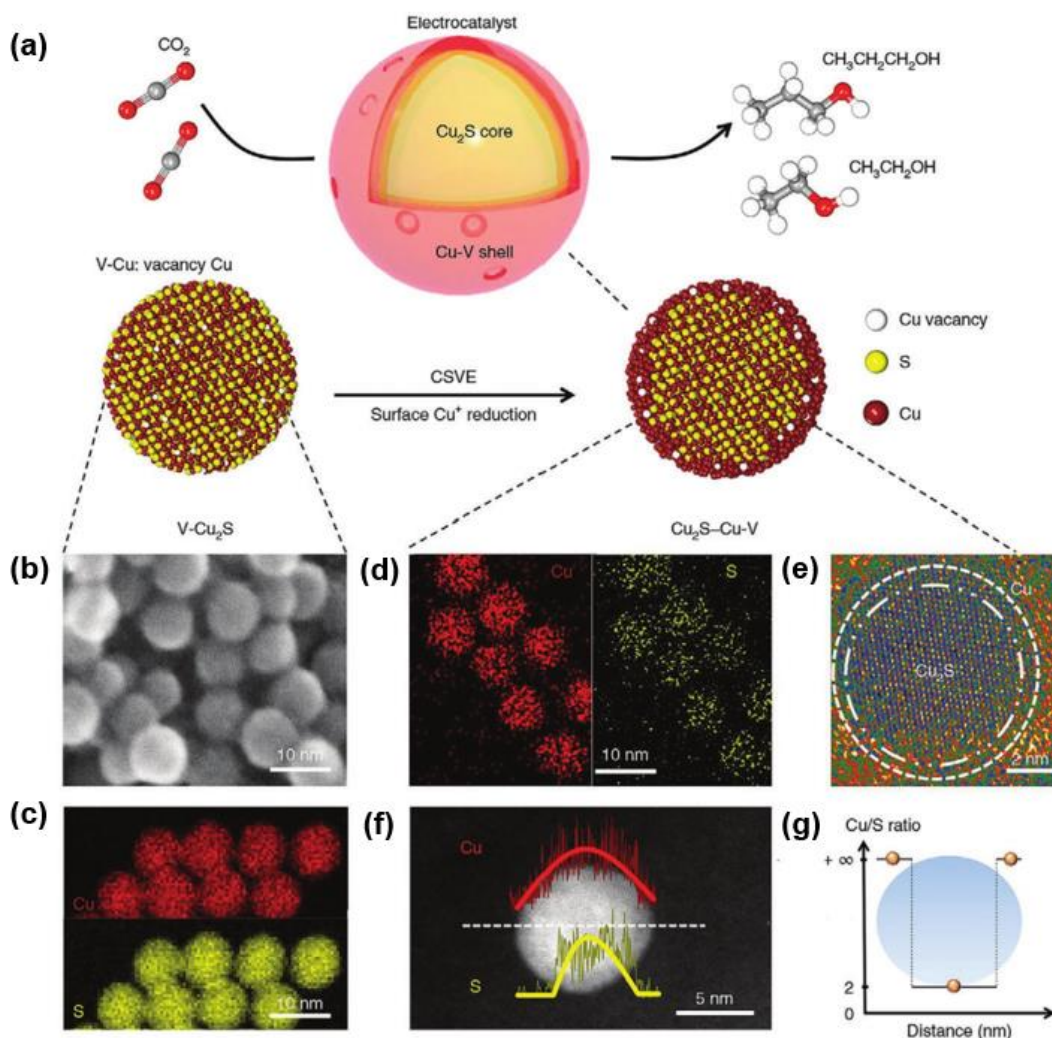 (a)
Electrocatalyst
CO₂
CH₃CH₂CH₂OH
Cu₂S core
CH₃CH₂OH
Cu-V shell
V-Cu: vacancy Cu
Cu vacancy
CSVE
S
Surface Cu⁺ reduction
Cu
V-Cu₂S
Cu₂S–Cu-V
(b)
10 nm
(d)
Cu
S
10 nm
(e)
Cu
Cu₂S
2 nm
(c)
Cu
S
10 nm
(f)
Cu
S
5 nm
(g)
Cu/S ratio
+ ∞
2
0
Distance (nm)